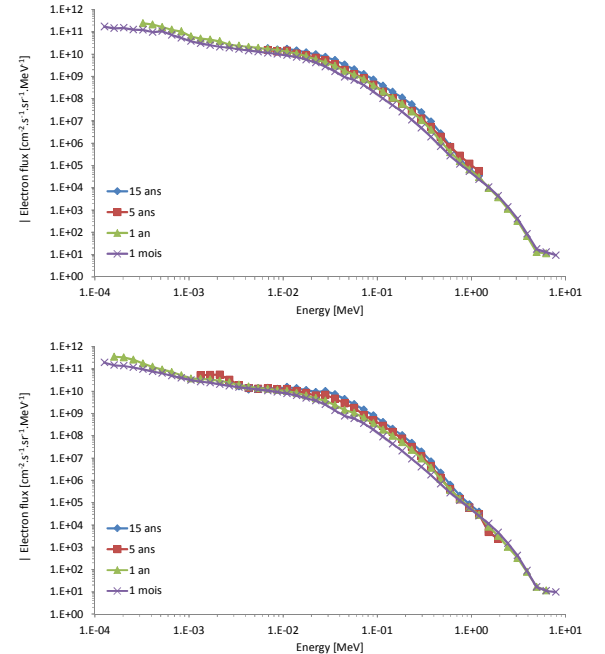 1.E+12
1.E+11
1.E+10
1.E+09
1.E+08
1.E+07
1.E+06
1.E+05
1.E+04
1.E+03
1.E+02
1.E+01
1.E+00
| Electron flux [cm-2.s-1.sr-1.MeV-1]
15 ans
5 ans
1 an
1 mois
1.E-04 1.E-03 1.E-02 1.E-01 1.E+00 1.E+01
Energy [MeV]
1.E+12
1.E+11
1.E+10
1.E+09
1.E+08
1.E+07
1.E+06
1.E+05
1.E+04
1.E+03
1.E+02
1.E+01
1.E+00
| Electron flux [cm-2.s-1.sr-1.MeV-1]
15 ans
5 ans
1 an
1 mois
1.E-04 1.E-03 1.E-02 1.E-01 1.E+00 1.E+01
Energy [MeV]